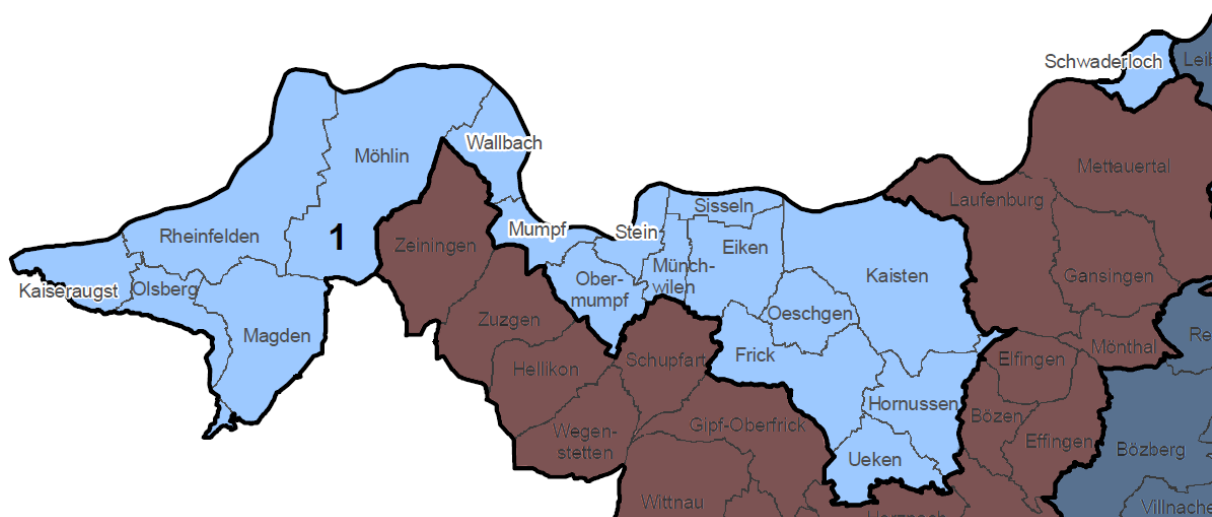 Schwaderloch
Leib
Möhlin
Wallbach
Mettauertal
Laufenburg
Sisseln
Rheinfelden
1
Zeiningen
Mumpf
Stein
Eiken
Kaisten
Gansingen
Kaiseraugst
Olsberg
Ober-
mumpf
Münch-
wilen
Oeschgen
Magden
Zuzgen
Hellikon
Schupfart
Frick
Elfingen
Mönthal
Re
Hornussen
Bözen
Gipf-Oberfrick
Wegen-
stetten
Effingen
Bözberg
Ueken
Wittnau
Villnache